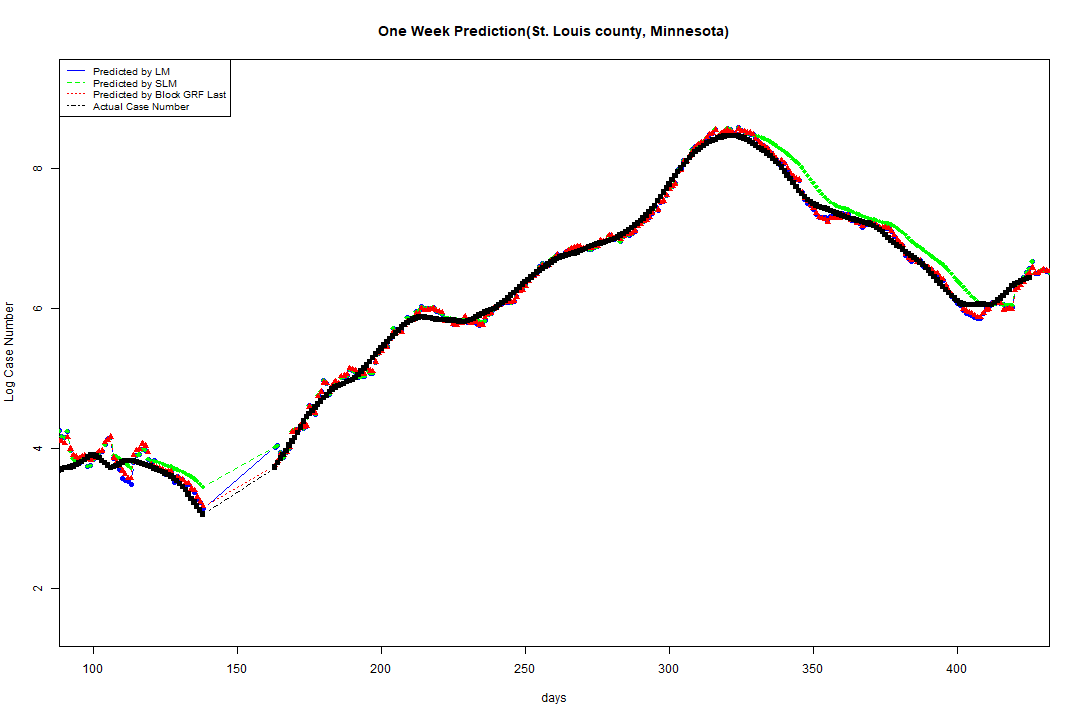 One Week Prediction(St. Louis county, Minnesota)
Predicted by LM
Predicted by SLM
Predicted by Block GRF Last
Actual Case Number
Log Case Number
8
6
4
2
100 150 200 250 300 350 400
days